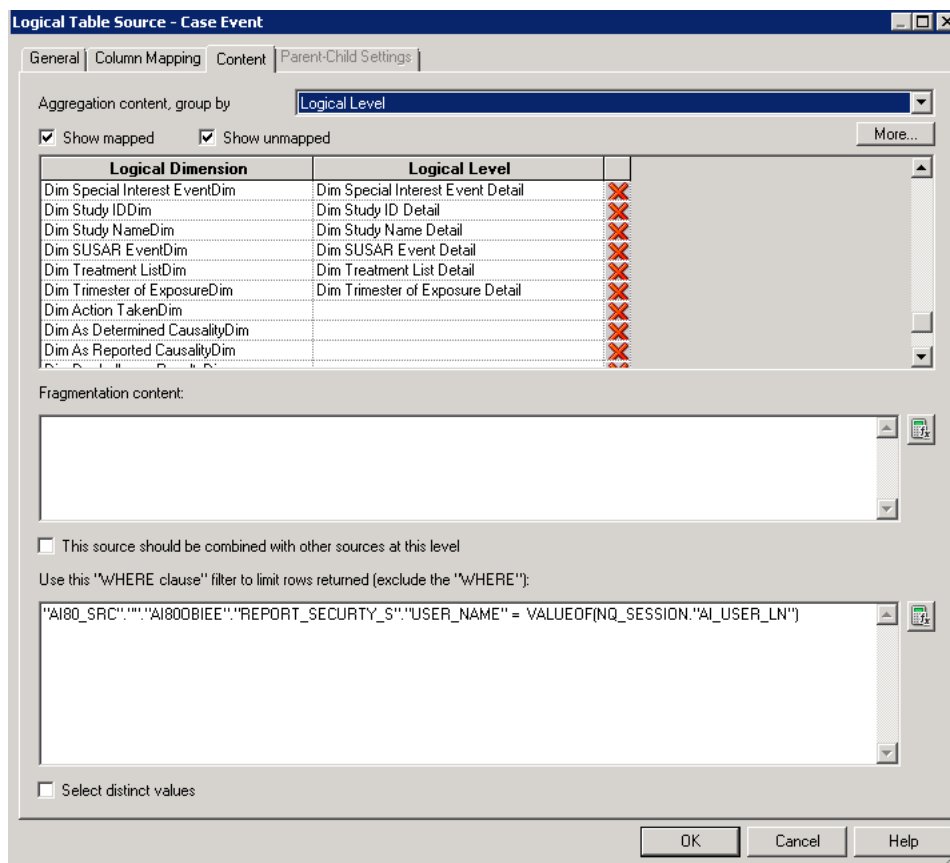 Logical Table Source - Case Event
General Column Mapping Content Parent-Child Settings
Aggregation content, group by Logical Level
Show mapped Show unmapped More...
Logical Dimension Logical Level
Dim Special Interest EventDim Dim Special Interest Event Detail
Dim Study IDDim Dim Study ID Detail
Dim Study NameDim Dim Study Name Detail
Dim SUSAR EventDim Dim SUSAR Event Detail
Dim Treatment ListDim Dim Treatment List Detail
Dim Trimester of ExposureDim Dim Trimester of Exposure Detail
Dim Action TakenDim
Dim As Determined CausalityDim
Dim As Reported CausalityDim
Fragmentation content:
This source should be combined with other sources at this level
Use this "WHERE clause" filter to limit rows returned (exclude the "WHERE"):
"AI80_SRC".""."AI80OBIEE"."REPORT_SECURTY_S"."USER_NAME" = VALUEOF(NQ_SESSION."AI_USER_LN")
Select distinct values
OK Cancel Help